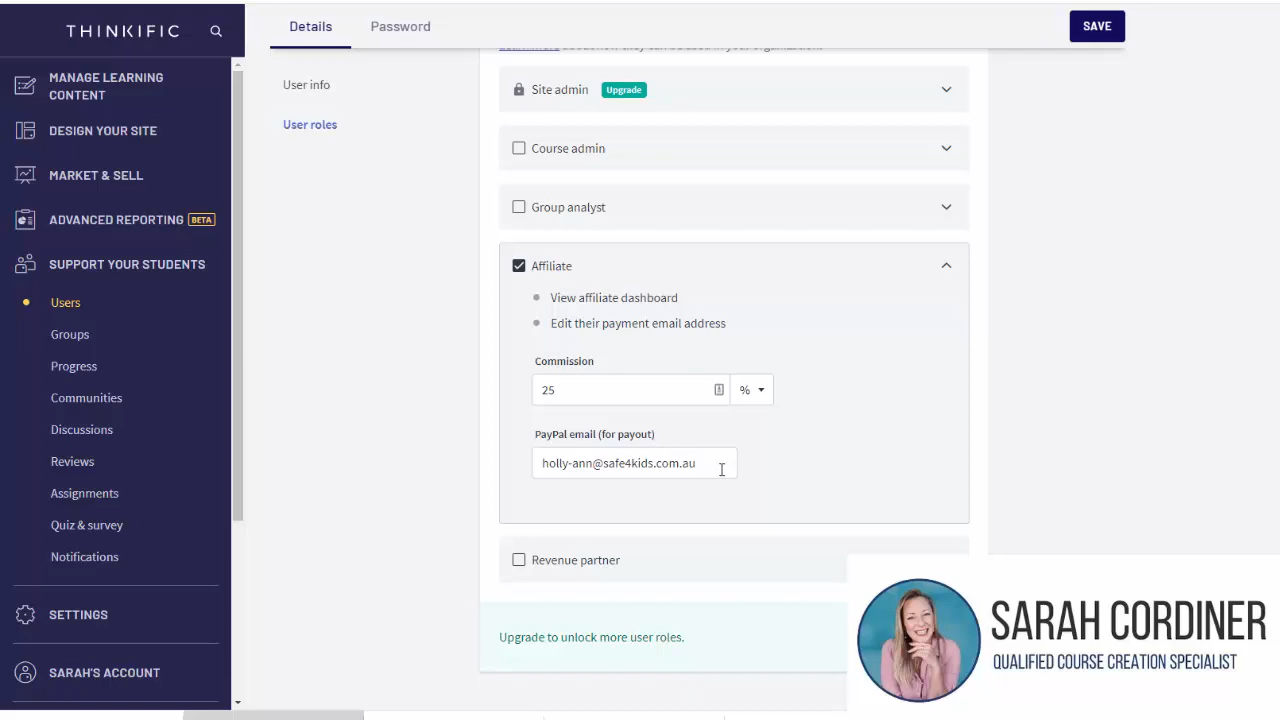 THINKIFIC
MANAGE LEARNING
CONTENT
DESIGN YOUR SITE
MARKET & SELL
ADVANCED REPORTING BETA
SUPPORT YOUR STUDENTS
Users
Groups
Progress
Communities
Discussions
Reviews
Assignments
Quiz & survey
Notifications
SETTINGS
SARAH'S ACCOUNT
Details Password
SAVE
User info
User roles
Site admin Upgrade
Course admin
Group analyst
Affiliate
View affiliate dashboard
Edit their payment email address
Commission
25 %
PayPal email (for payout)
holly-ann@safe4kids.com.au
Revenue partner
Upgrade to unlock more user roles.
SARAH CORDINER
QUALIFIED COURSE CREATION SPECIALIST